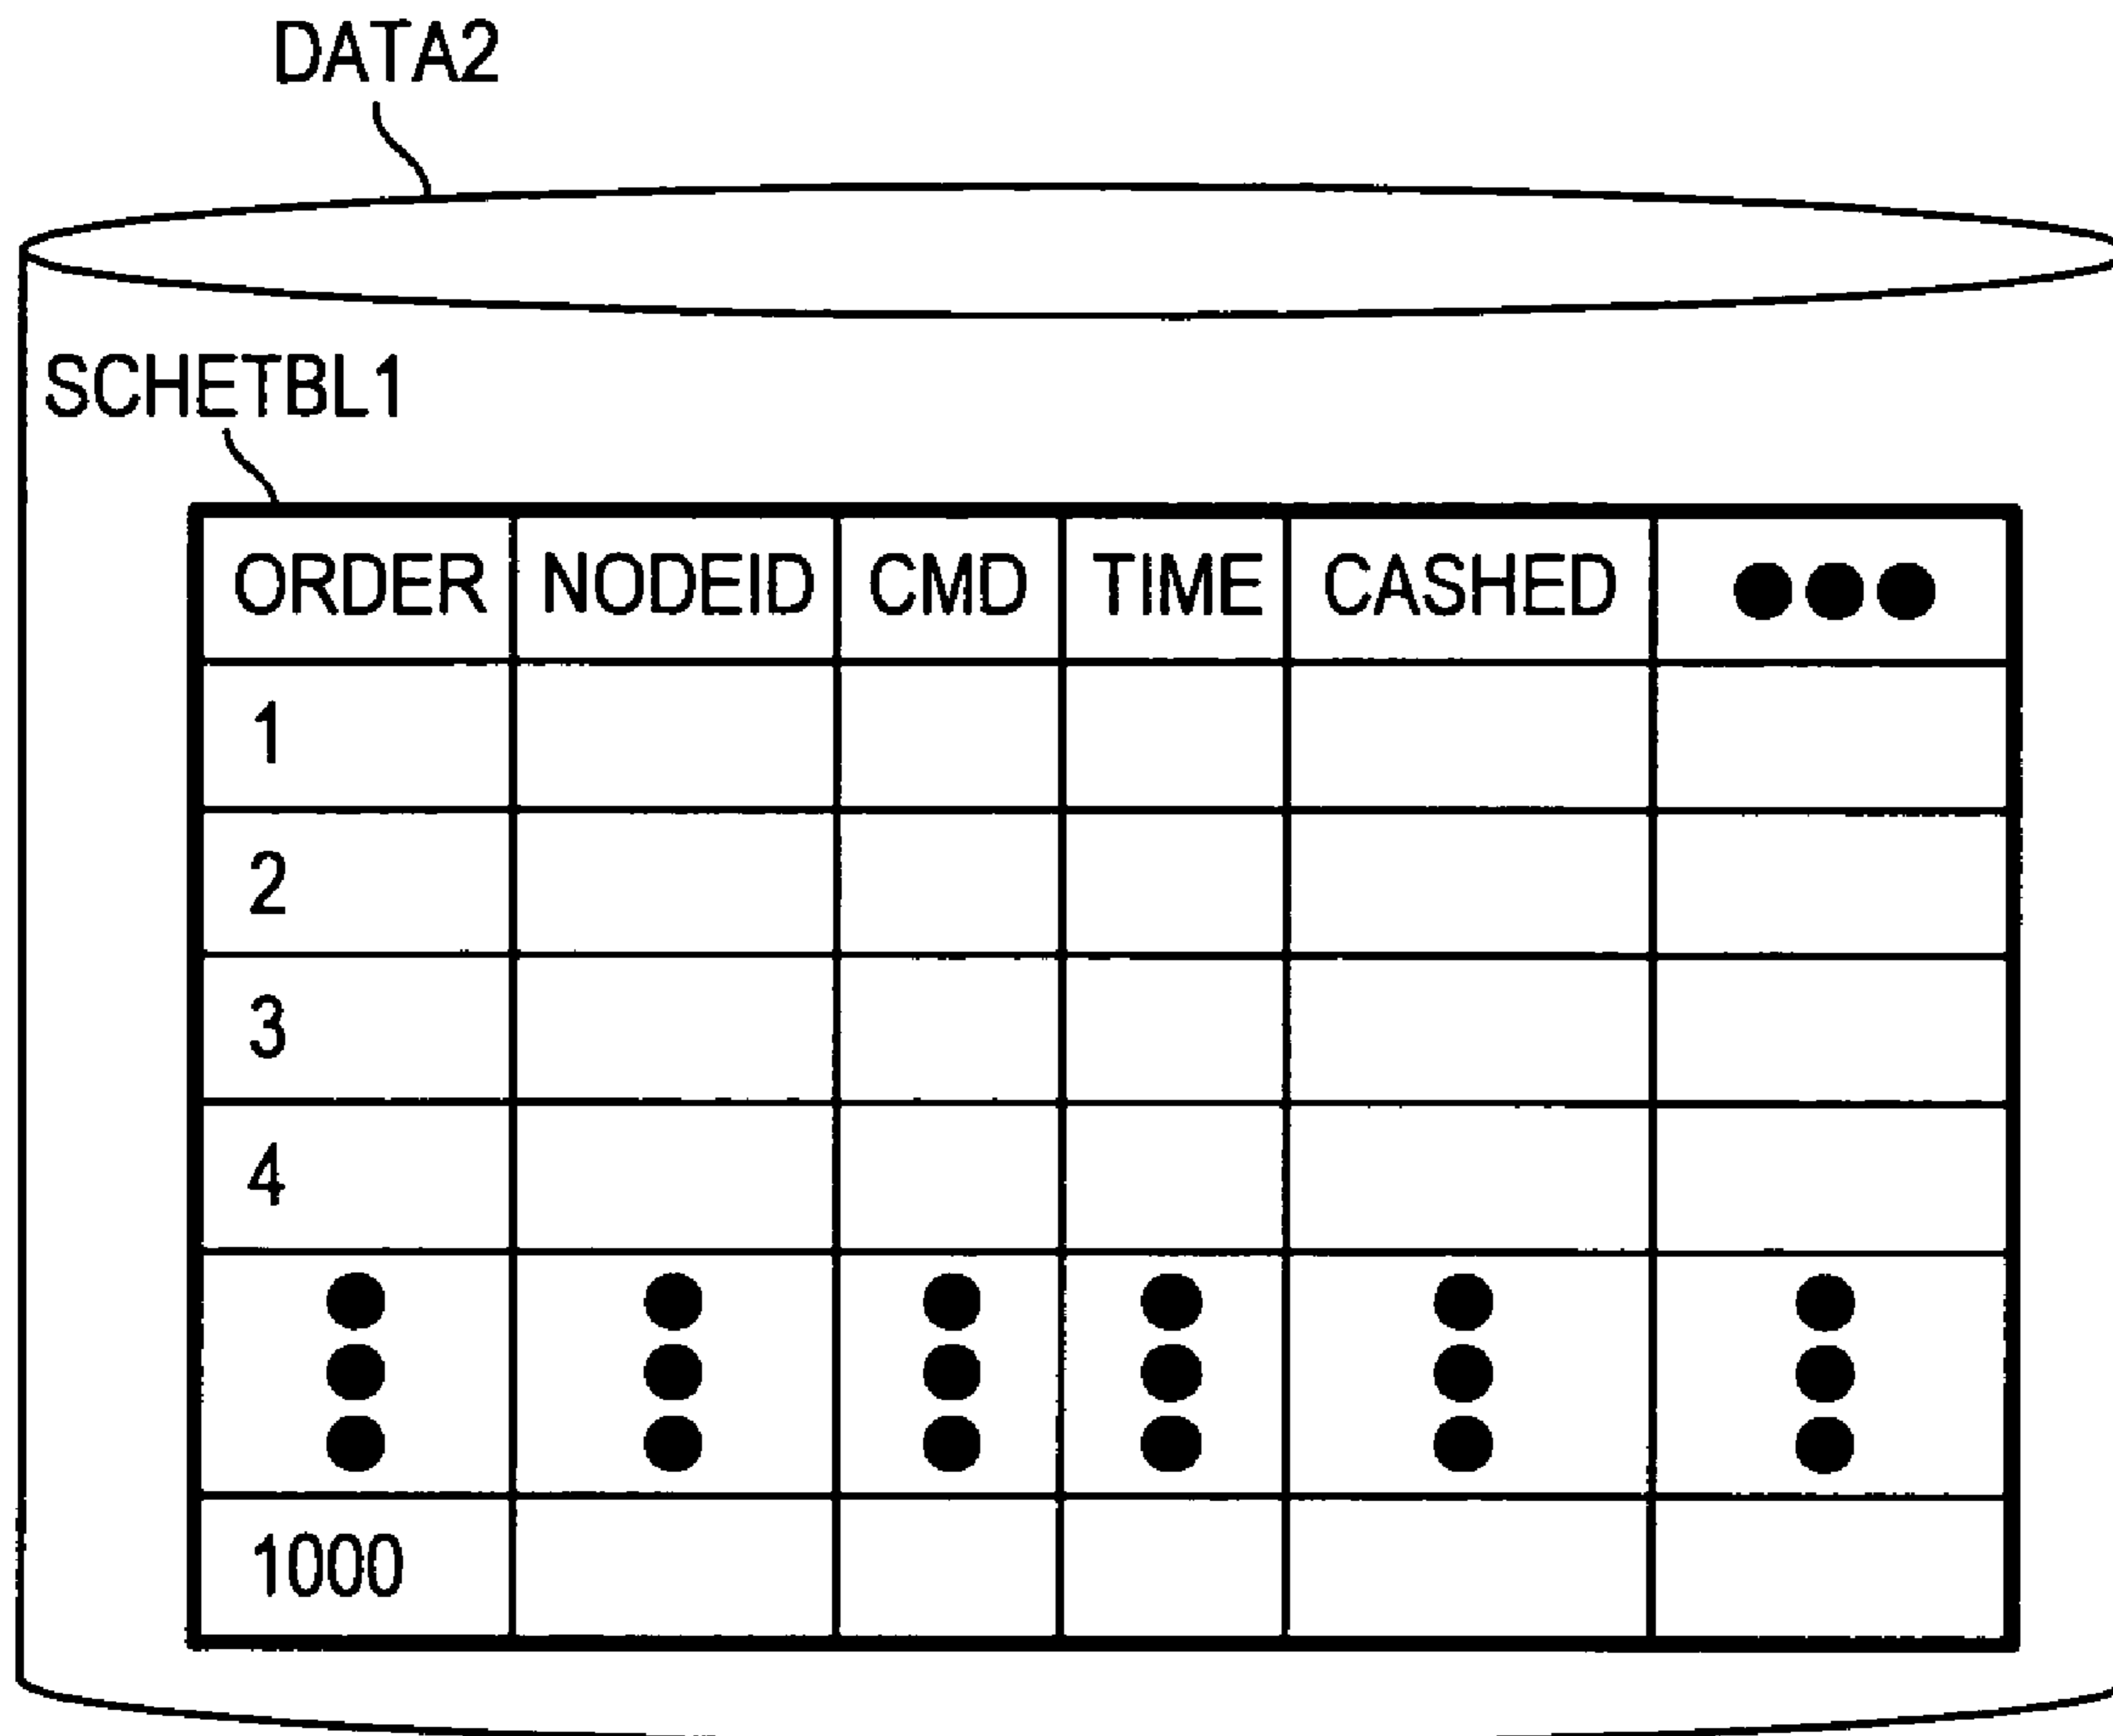 DATA2
SCHETBL1
ORDER NODEID CMD TIME CASHED ●●●
1
2
3
4
1000